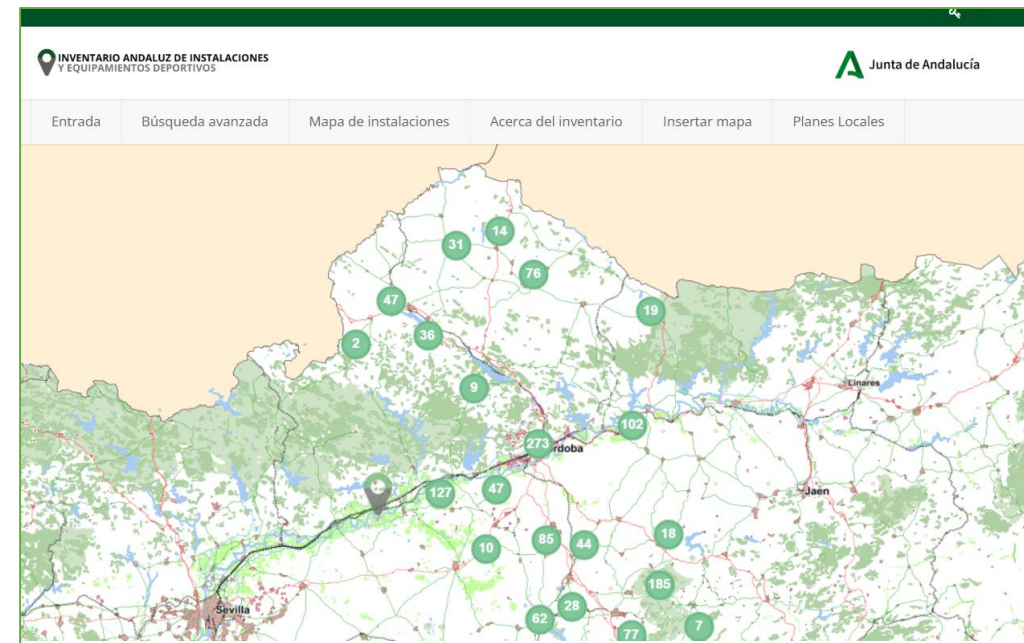 INVENTARIO ANDALUZ DE INSTALACIONES
Y EQUIPAMIENTOS DEPORTIVOS
Junta de Andalucía
Entrada
Búsqueda avanzada
Mapa de instalaciones
Acerca del inventario
Insertar mapa
Planes Locales
14
31
76
47
19
36
2
Linares
9
102
273
rdoba
Jaén
47
127
18
85
44
10
185
28
Sevilla
62
7
77